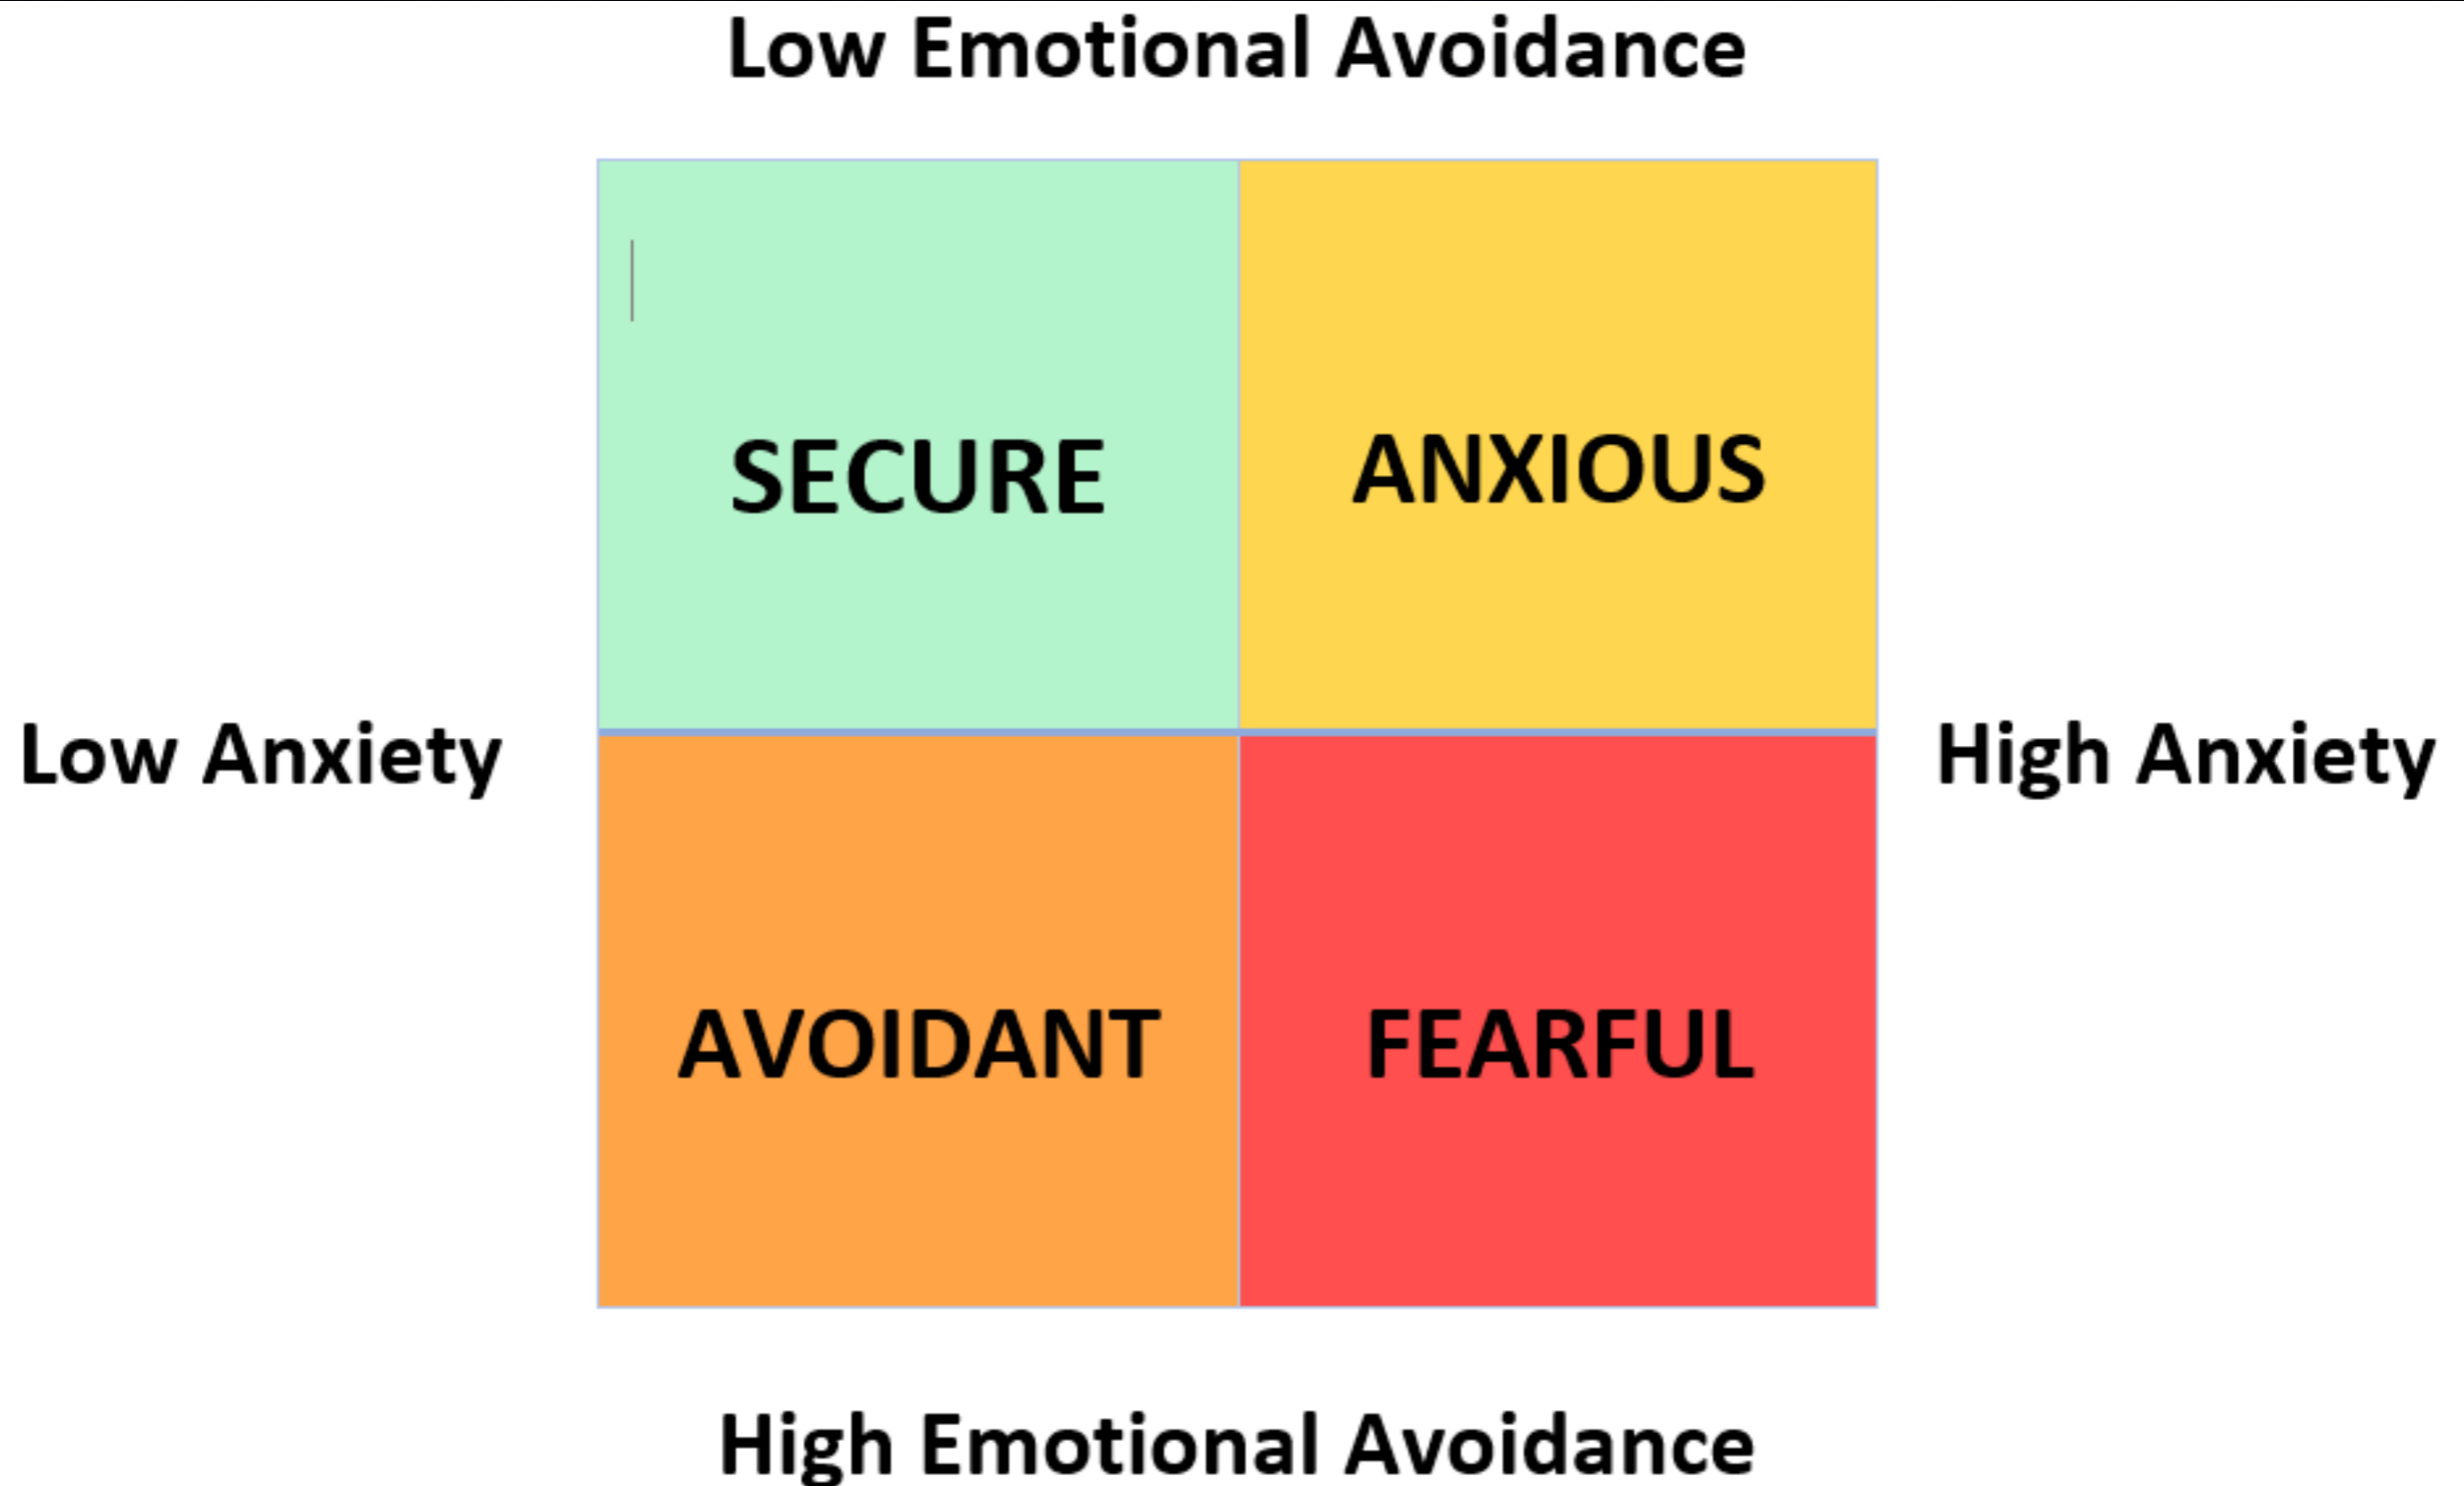 Low Emotional Avoidance
SECURE
ANXIOUS
Low Anxiety
High Anxiety
AVOIDANT
FEARFUL
High Emotional Avoidance